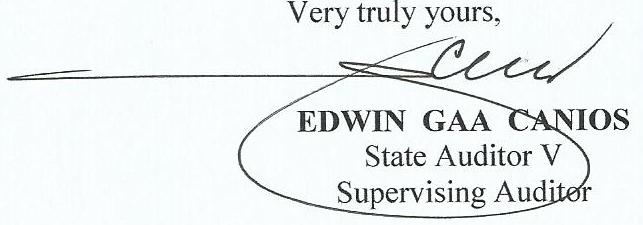 Very truly yours,
EDWIN GAA CANIOS
State Auditor V
Supervising Auditor